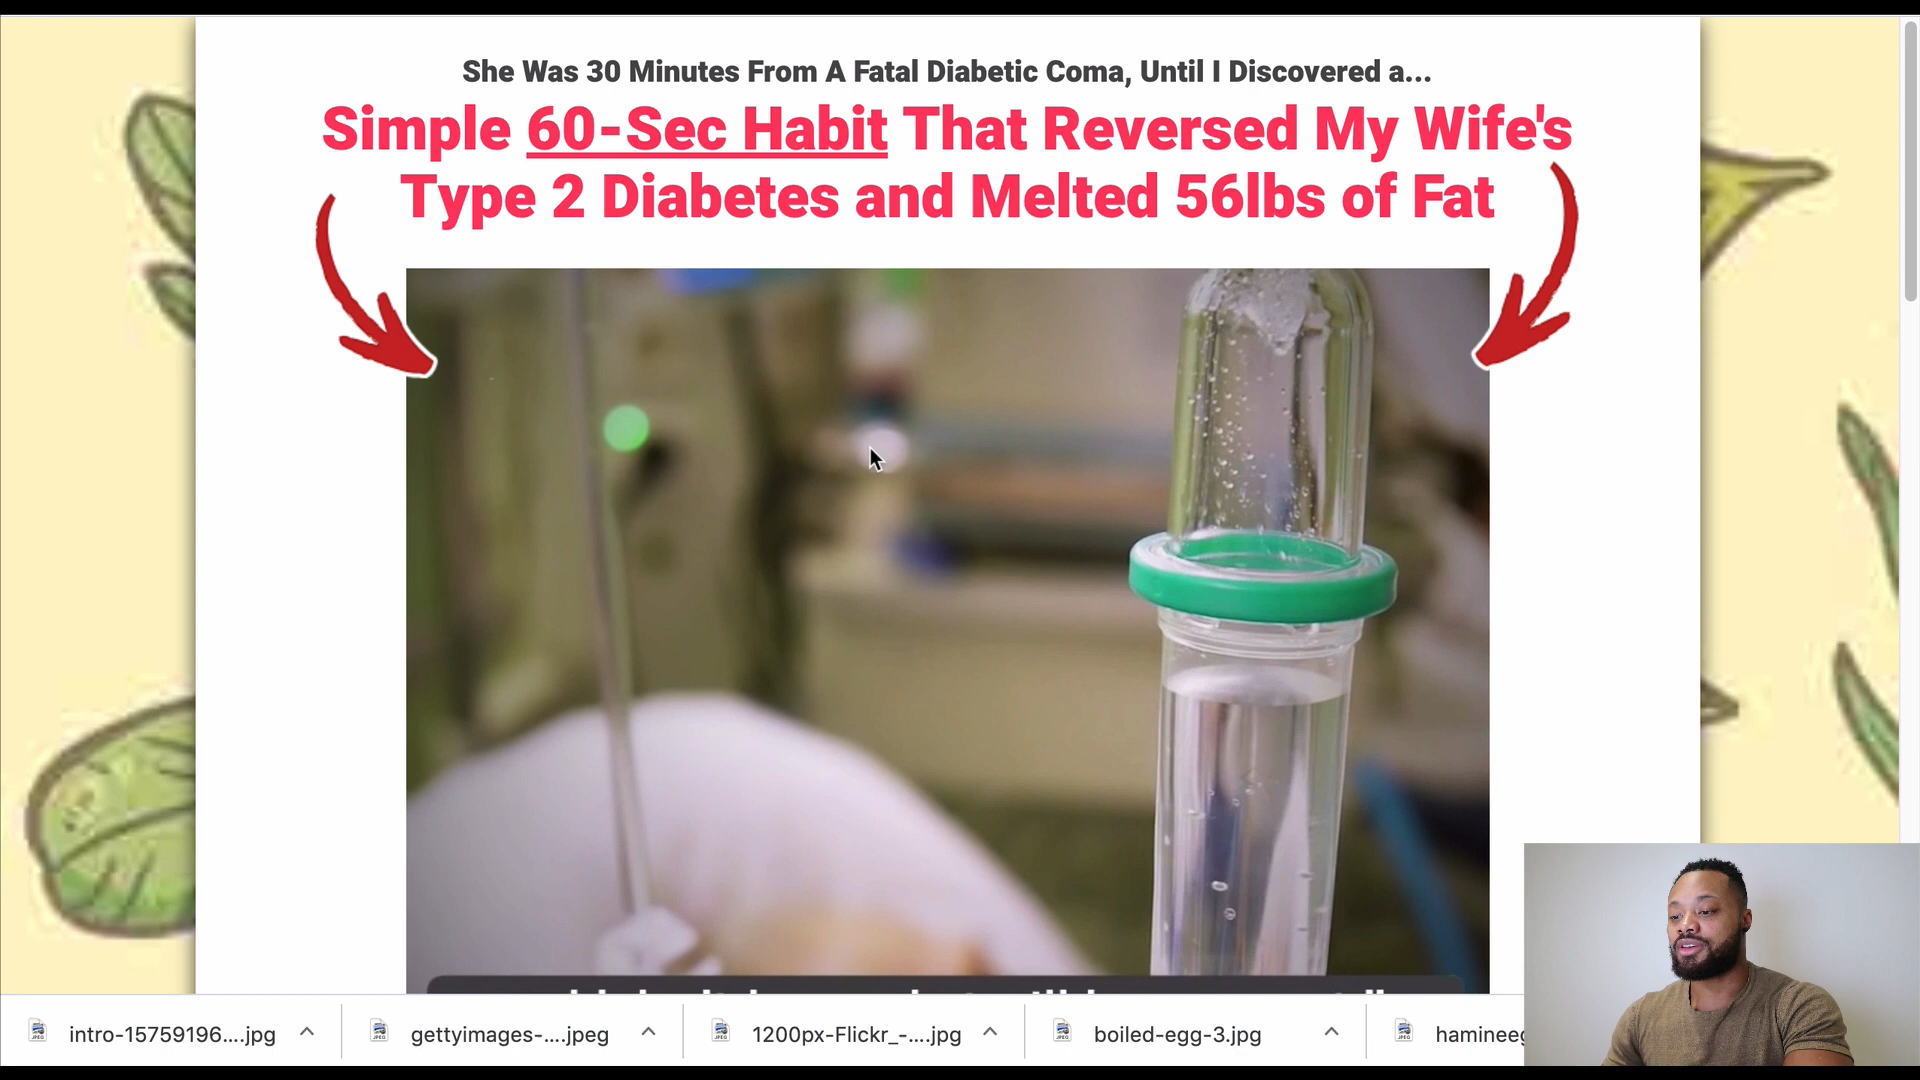 She Was 30 Minutes From A Fatal Diabetic Coma, Until I Discovered a...
Simple 60-Sec Habit That Reversed My Wife's
Type 2 Diabetes and Melted 56lbs of Fat
intro-15759196....jpg
gettyimages-....jpeg
1200px-Flickr_-....jpg
boiled-egg-3.jpg